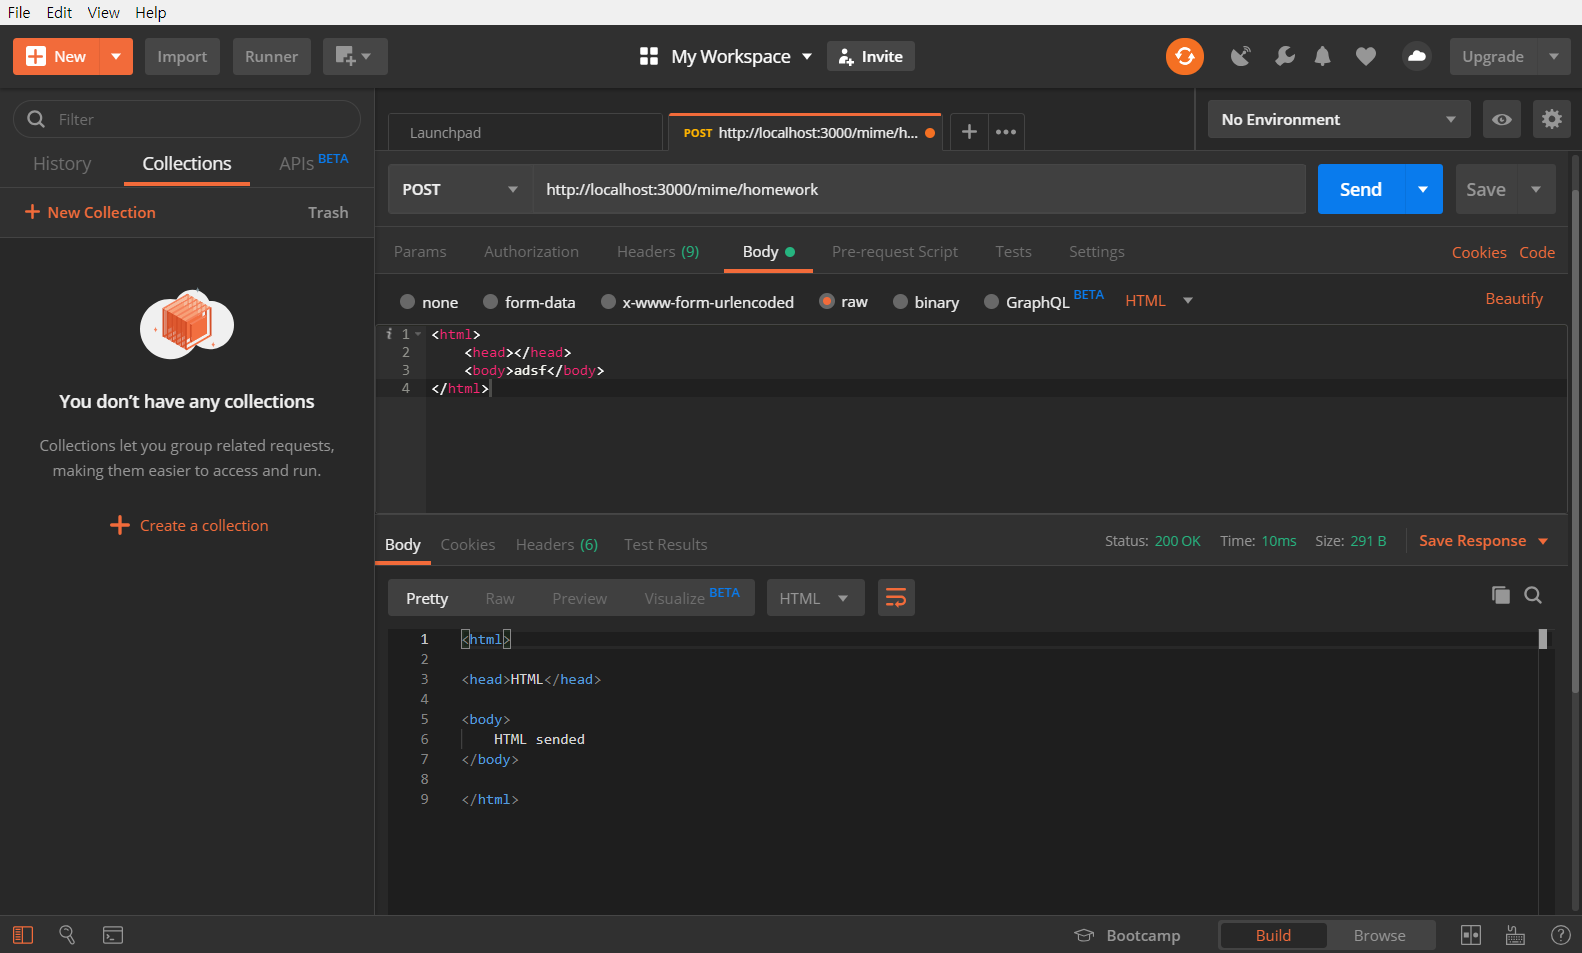 File Edit View Help
New Import Runner My Workspace Invite Upgrade
Filter
History Collections APIs BETA
New Collection Trash
You don't have any collections
Collections let you group related requests,
making them easier to access and run.
Create a collection
Launchpad POST http://localhost:3000/mime/h... No Environment
POST http://localhost:3000/mime/homework Send Save
Params Authorization Headers (9) Body Pre-request Script Tests Settings Cookies Code
none form-data x-www-form-urlencoded raw binary GraphQL BETA HTML Beautify
1 <html>
2 <head></head>
3 <body>adsf</body>
4 </html>
Body Cookies Headers (6) Test Results Status: 200 OK Time: 10ms Size: 291 B Save Response
Pretty Raw Preview Visualize BETA HTML
1 <html>
2
3 <head>HTML</head>
4
5 <body>
6 HTML sended
7 </body>
8
9 </html>
Bootcamp Build Browse